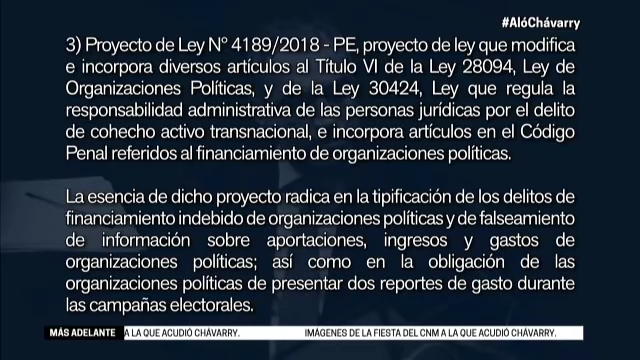 #AlóChávarry
3) Proyecto de Ley N° 4189/2018 - PE, proyecto de ley que modifica
e incorpora diversos artículos al Título VI de la Ley 28094, Ley de
Organizaciones Políticas, y de la Ley 30424, Ley que regula la
responsabilidad administrativa de las personas jurídicas por el delito
de cohecho activo transnacional, e incorpora artículos en el Código
Penal referidos al financiamiento de organizaciones políticas.
La esencia de dicho proyecto radica en la tipificación de los delitos de
financiamiento indebido de organizaciones políticas y de falseamiento
de información sobre aportaciones, ingresos y gastos de
organizaciones políticas; así como en la obligación de las
organizaciones políticas de presentar dos reportes de gasto durante
las campañas electorales.
MÁS ADELANTE A LA QUE ACUDIÓ CHÁVARRY. IMÁGENES DE LA FIESTA DEL CNM A LA QUE ACUDIÓ CHÁVARRY.